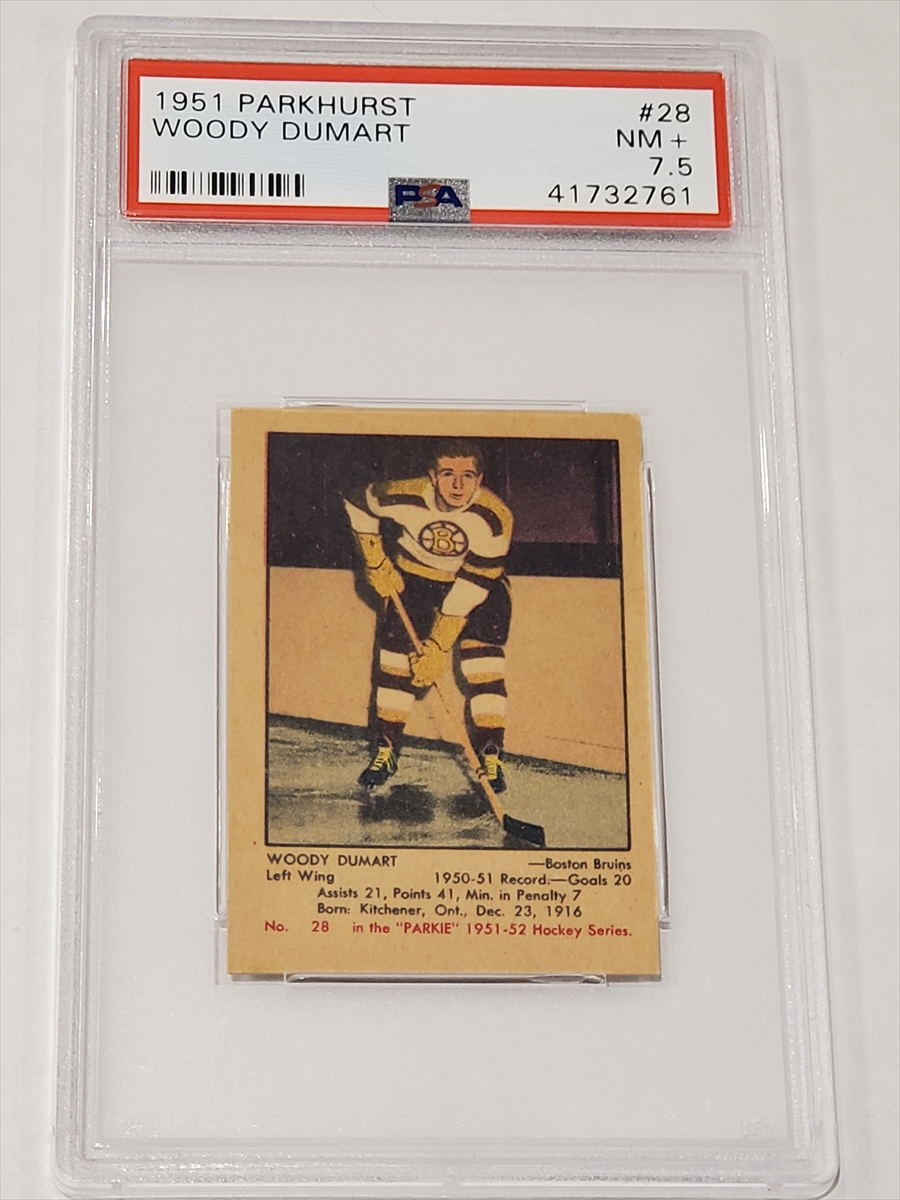 1951 PARKHURST #28
WOODY DUMART NM+
7.5
PSA 41732761
B
WOODY DUMART —Boston Bruins
Left Wing 1950-51 Record.—Goals 20
Assists 21, Points 41, Min. in Penalty 7
Born: Kitchener, Ont., Dec. 23, 1916
No. 28 in the "PARKIE" 1951-52 Hockey Series.